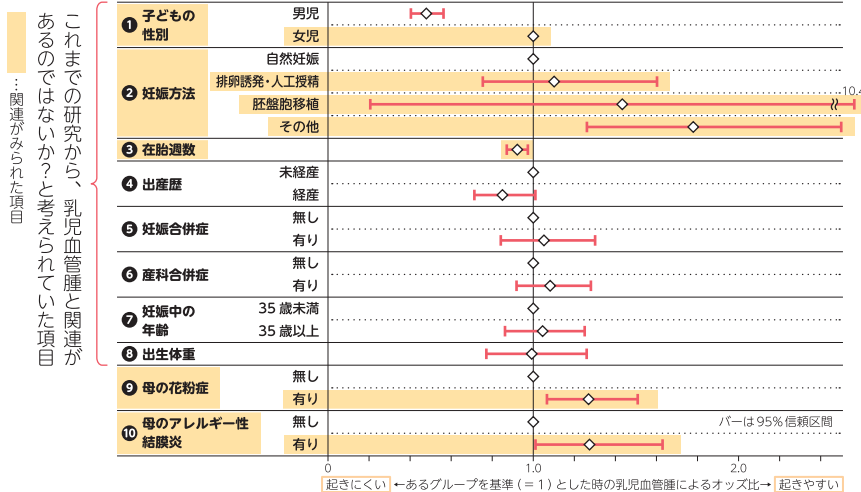 これまでの研究から、乳児血管腫と関連が
あるのではないか？と考えられていた項目
…関連がみられた項目
❶ 子どもの
性別
男児
女児
❷ 妊娠方法
自然妊娠
排卵誘発・人工授精
胚盤胞移植
10.4
その他
❸ 在胎週数
❹ 出産歴
未経産
経産
❺ 妊娠合併症
無し
有り
❻ 産科合併症
無し
有り
❼ 妊娠中の
年齢
35 歳未満
35 歳以上
❽ 出生体重
❾ 母の花粉症
無し
有り
❿ 母のアレルギー性
結膜炎
無し
有り
バーは 95% 信頼区間
0 1.0 2.0
起きにくい ←あるグループを基準（＝1）とした時の乳児血管腫によるオッズ比→ 起きやすい